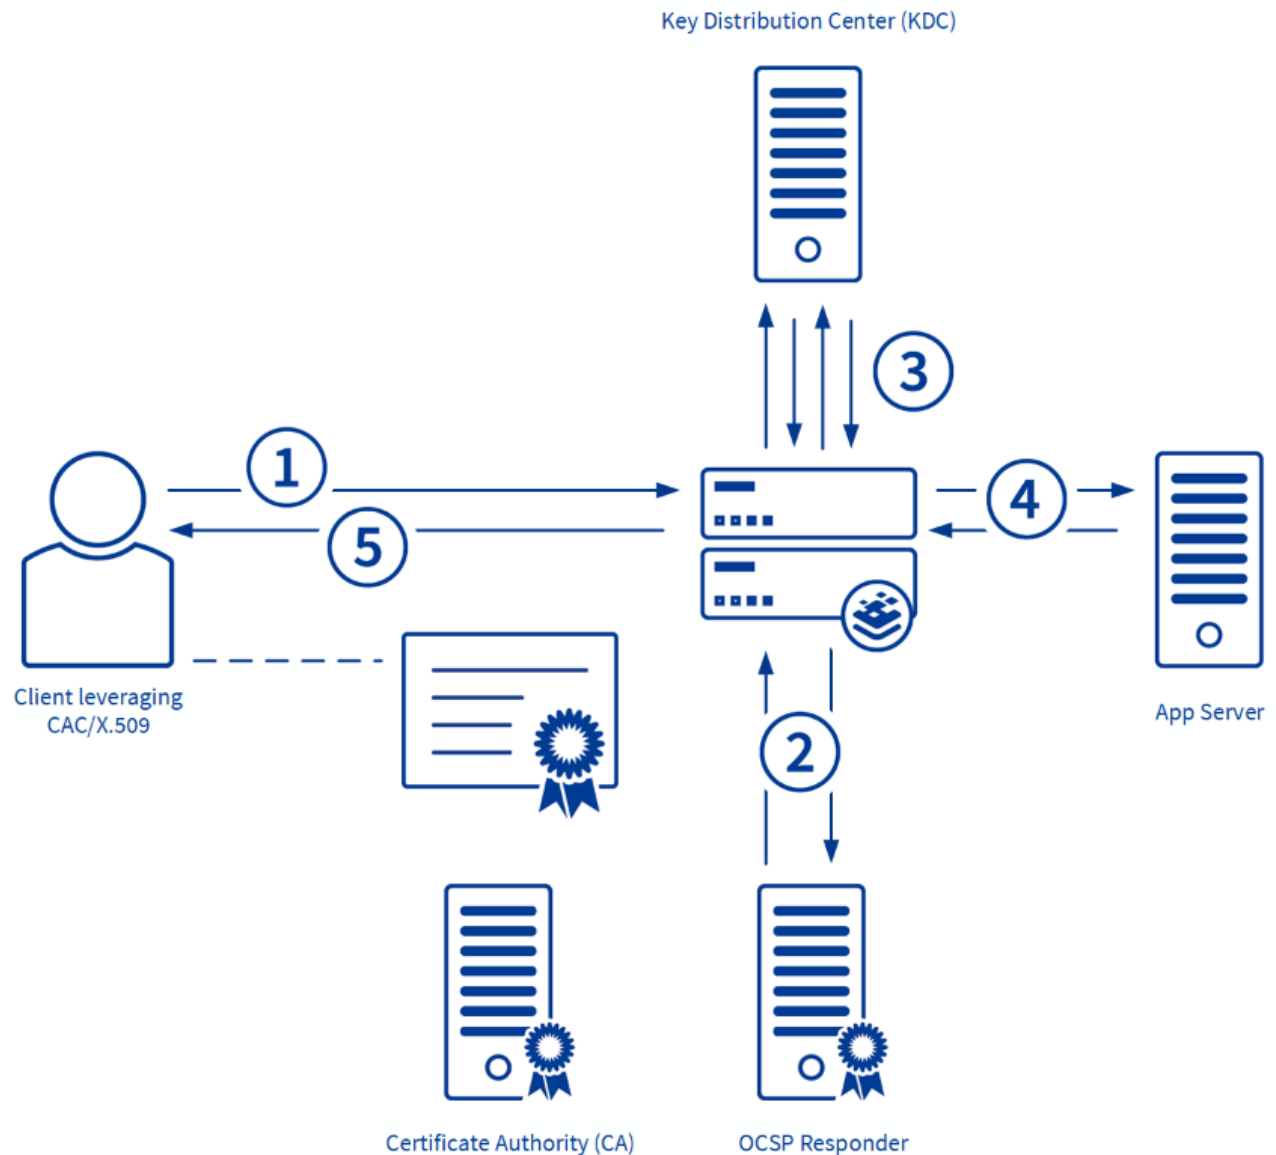 Key Distribution Center (KDC)
3
1
4
5
Client leveraging
CAC/X.509
App Server
2
Certificate Authority (CA)
OCSP Responder